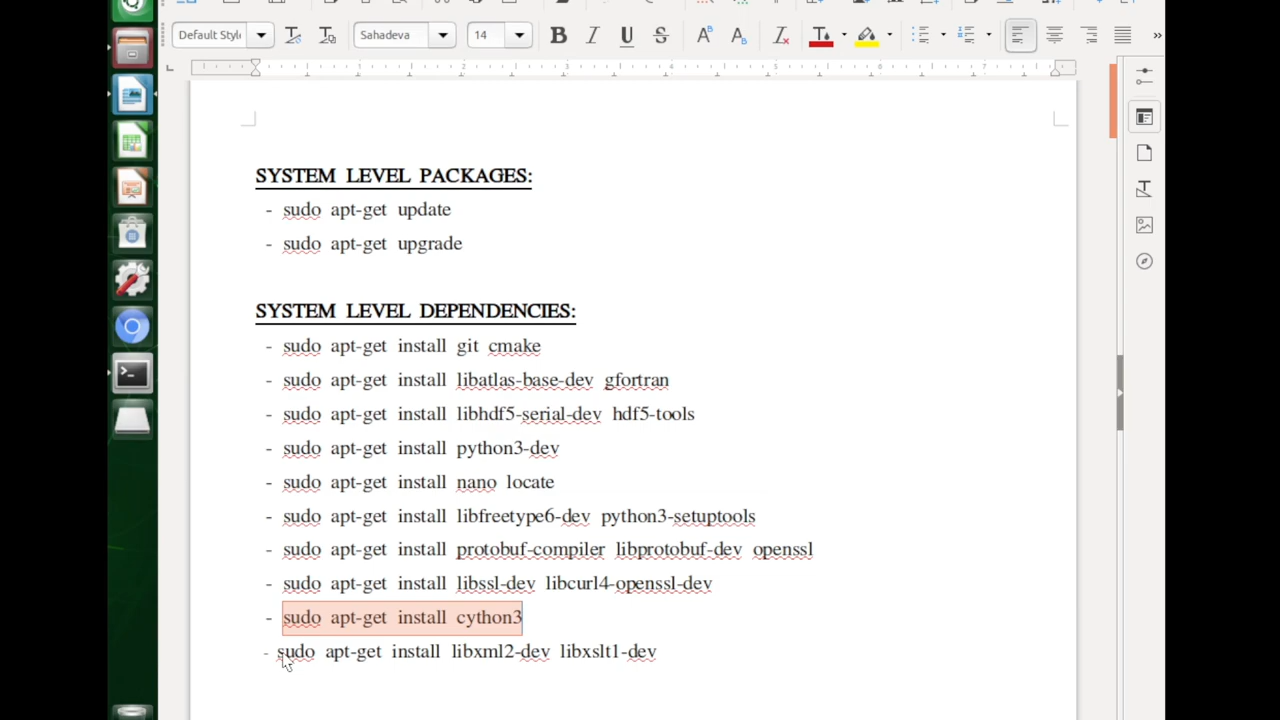 Default Style
Sahadeva
14
SYSTEM LEVEL PACKAGES:
- sudo apt-get update
- sudo apt-get upgrade
SYSTEM LEVEL DEPENDENCIES:
- sudo apt-get install git cmake
- sudo apt-get install libatlas-base-dev gfortran
- sudo apt-get install libhdf5-serial-dev hdf5-tools
- sudo apt-get install python3-dev
- sudo apt-get install nano locate
- sudo apt-get install libfreetype6-dev python3-setuptools
- sudo apt-get install protobuf-compiler libprotobuf-dev openssl
- sudo apt-get install libssl-dev libcurl4-openssl-dev
- sudo apt-get install cython3
- sudo apt-get install libxml2-dev libxslt1-dev